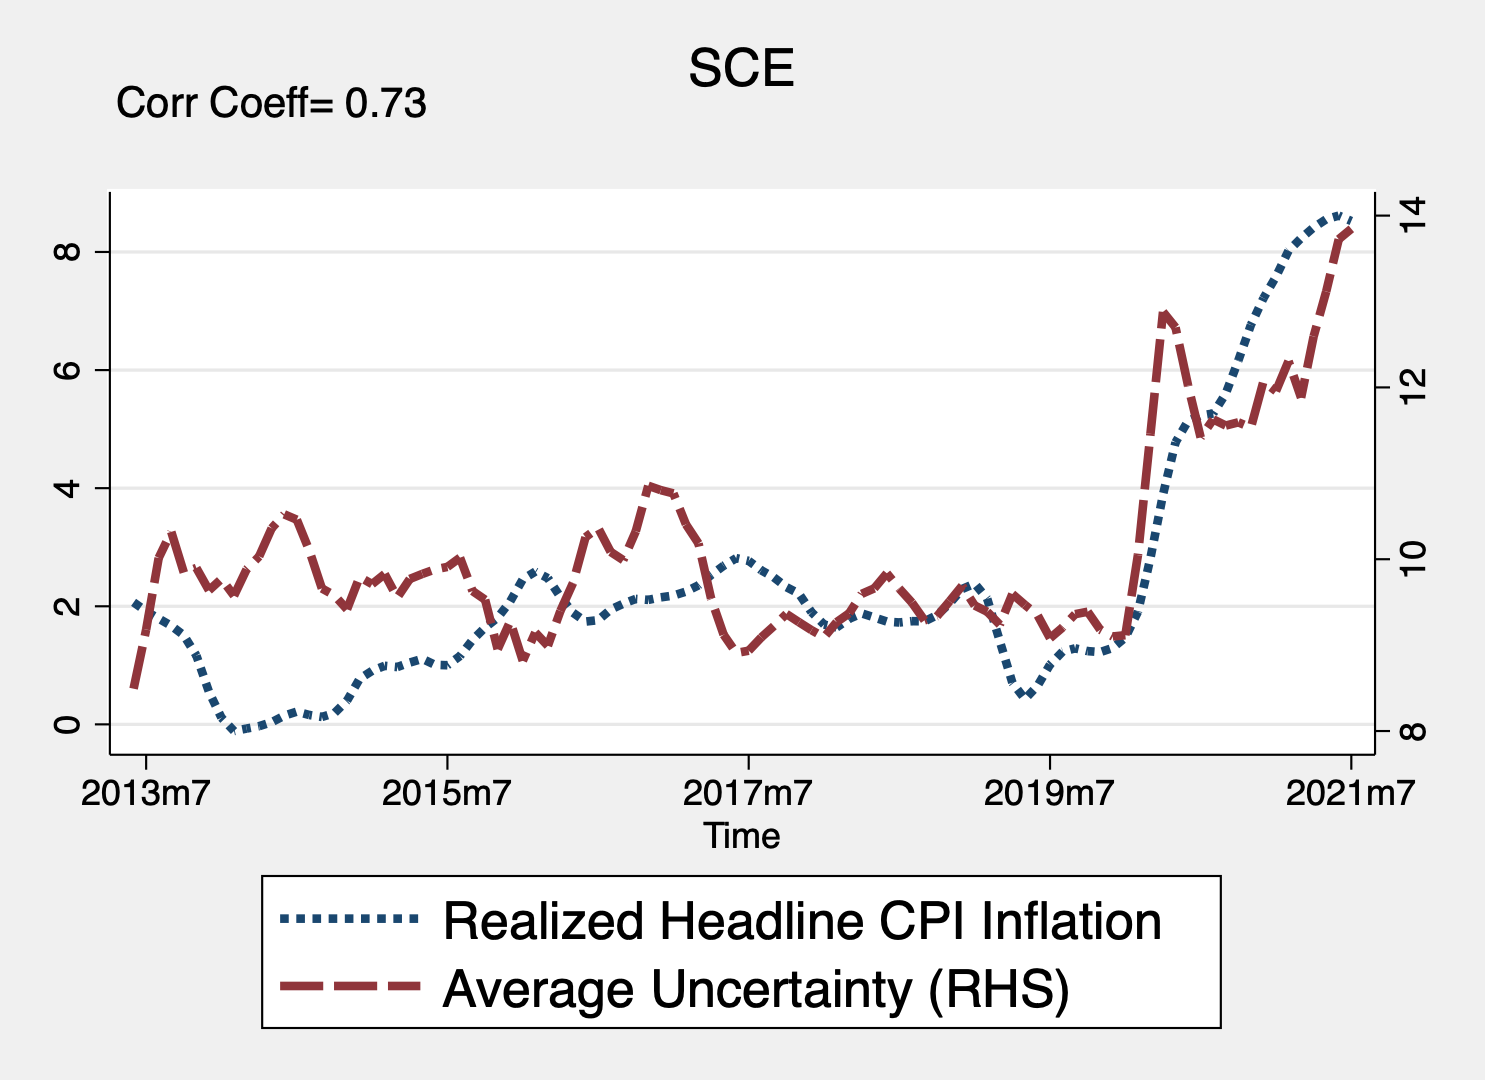 SCE
Corr Coeff= 0.73
8
6
4
2
0
14
12
10
8
2013m7 2015m7 2017m7 2019m7 2021m7
Time
Realized Headline CPI Inflation
Average Uncertainty (RHS)